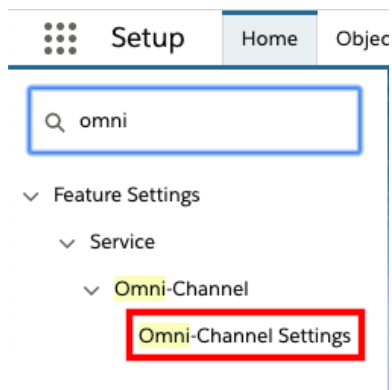 Setup Home Objec
omni
Feature Settings
Service
Omni-Channel
Omni-Channel Settings